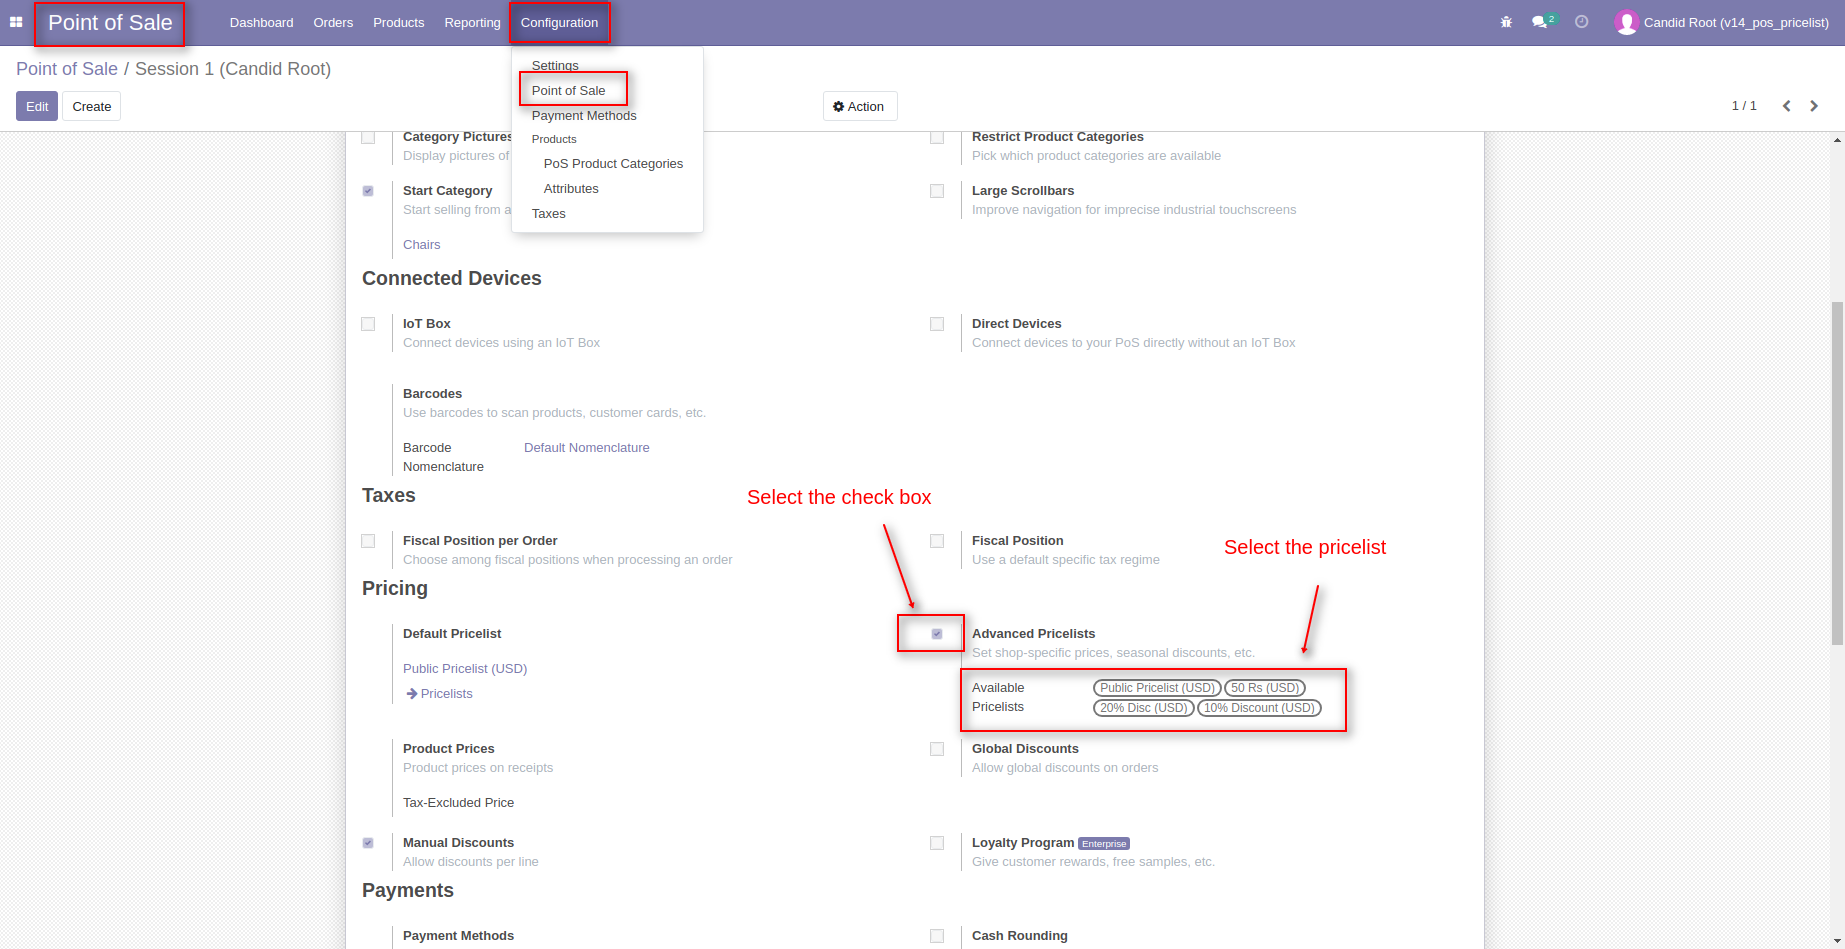 Point of Sale
Dashboard Orders Products Reporting Configuration
2
Candid Root (v14_pos_pricelist)
Point of Sale / Session 1 (Candid Root)
Edit Create
Action
1 / 1
Settings
Point of Sale
Payment Methods
Products
PoS Product Categories
Attributes
Taxes
Category Pictures
Display pictures of
Restrict Product Categories
Pick which product categories are available
Start Category
Start selling from a
Chairs
Large Scrollbars
Improve navigation for imprecise industrial touchscreens
Connected Devices
IoT Box
Connect devices using an IoT Box
Direct Devices
Connect devices to your PoS directly without an IoT Box
Barcodes
Use barcodes to scan products, customer cards, etc.
Barcode Nomenclature
Default Nomenclature
Taxes
Select the check box
Fiscal Position per Order
Choose among fiscal positions when processing an order
Fiscal Position
Use a default specific tax regime
Select the pricelist
Pricing
Default Pricelist
Public Pricelist (USD)
Pricelists
Advanced Pricelists
Set shop-specific prices, seasonal discounts, etc.
Available Pricelists
Public Pricelist (USD) 50 Rs (USD)
20% Disc (USD) 10% Discount (USD)
Product Prices
Product prices on receipts
Tax-Excluded Price
Global Discounts
Allow global discounts on orders
Manual Discounts
Allow discounts per line
Loyalty Program Enterprise
Give customer rewards, free samples, etc.
Payments
Payment Methods
Cash Rounding